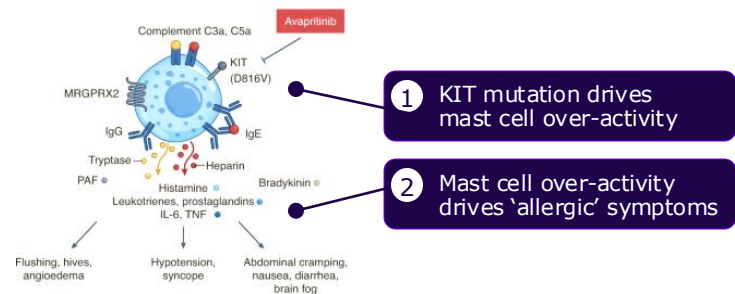 Avapritinib
Complement C3a, C5a
KIT
(D816V)
MRGPRX2
IgG
IgE
Tryptase
Heparin
PAF
Histamine
Bradykinin
Leukotrienes, prostaglandins
IL-6, TNF
Flushing, hives,
angioedema
Hypotension,
syncope
Abdominal cramping,
nausea, diarrhea,
brain fog
1 KIT mutation drives
mast cell over-activity
2 Mast cell over-activity
drives ‘allergic’ symptoms